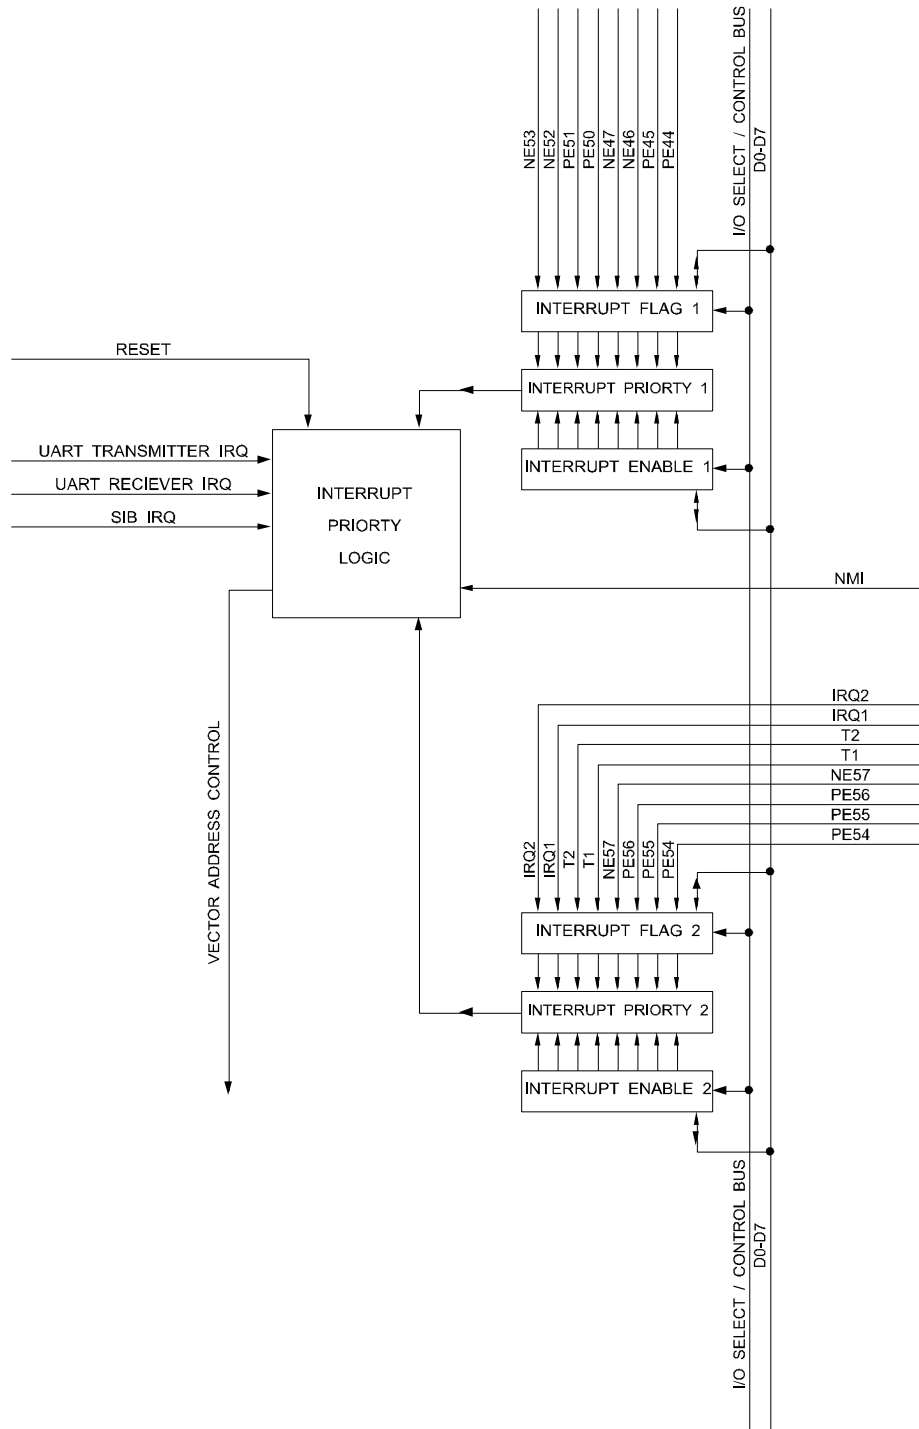 I/O SELECT / CONTROL BUS
D0-D7
NE53
NE52
PE51
PE50
NE47
NE46
PE45
PE44
INTERRUPT FLAG 1
RESET
INTERRUPT PRIORTY 1
UART TRANSMITTER IRQ
INTERRUPT ENABLE 1
UART RECIEVER IRQ
SIB IRQ
INTERRUPT
PRIORTY
LOGIC
NMI
IRQ2
IRQ1
T2
T1
NE57
PE56
PE55
PE54
VECTOR ADDRESS CONTROL
IRQ2
IRQ1
T2
T1
NE57
PE56
PE55
PE54
INTERRUPT FLAG 2
INTERRUPT PRIORTY 2
INTERRUPT ENABLE 2
I/O SELECT / CONTROL BUS
D0-D7